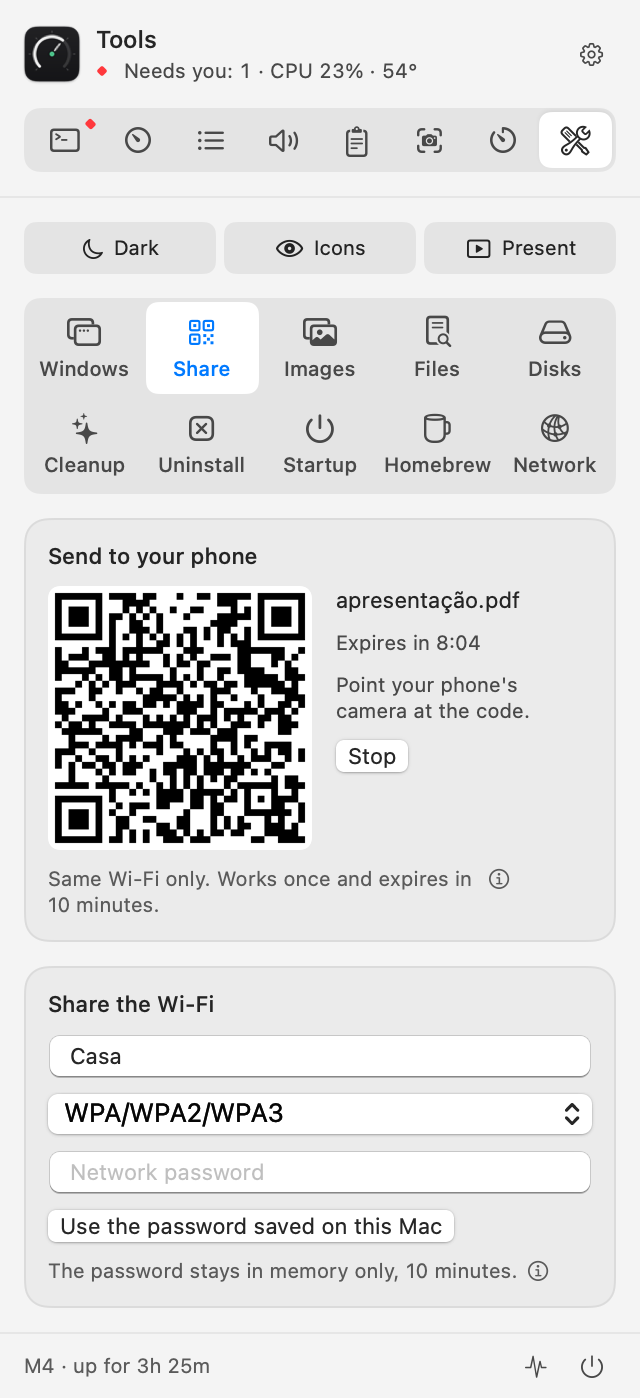 Tools
Needs you: 1 · CPU 23% · 54°
Dark
Icons
Present
Windows
Share
Images
Files
Disks
Cleanup
Uninstall
Startup
Homebrew
Network
Send to your phone
apresentação.pdf
Expires in 8:04
Point your phone's
camera at the code.
Stop
Same Wi-Fi only. Works once and expires in
10 minutes.
Share the Wi-Fi
Casa
WPA/WPA2/WPA3
Network password
Use the password saved on this Mac
The password stays in memory only, 10 minutes.
M4 · up for 3h 25m